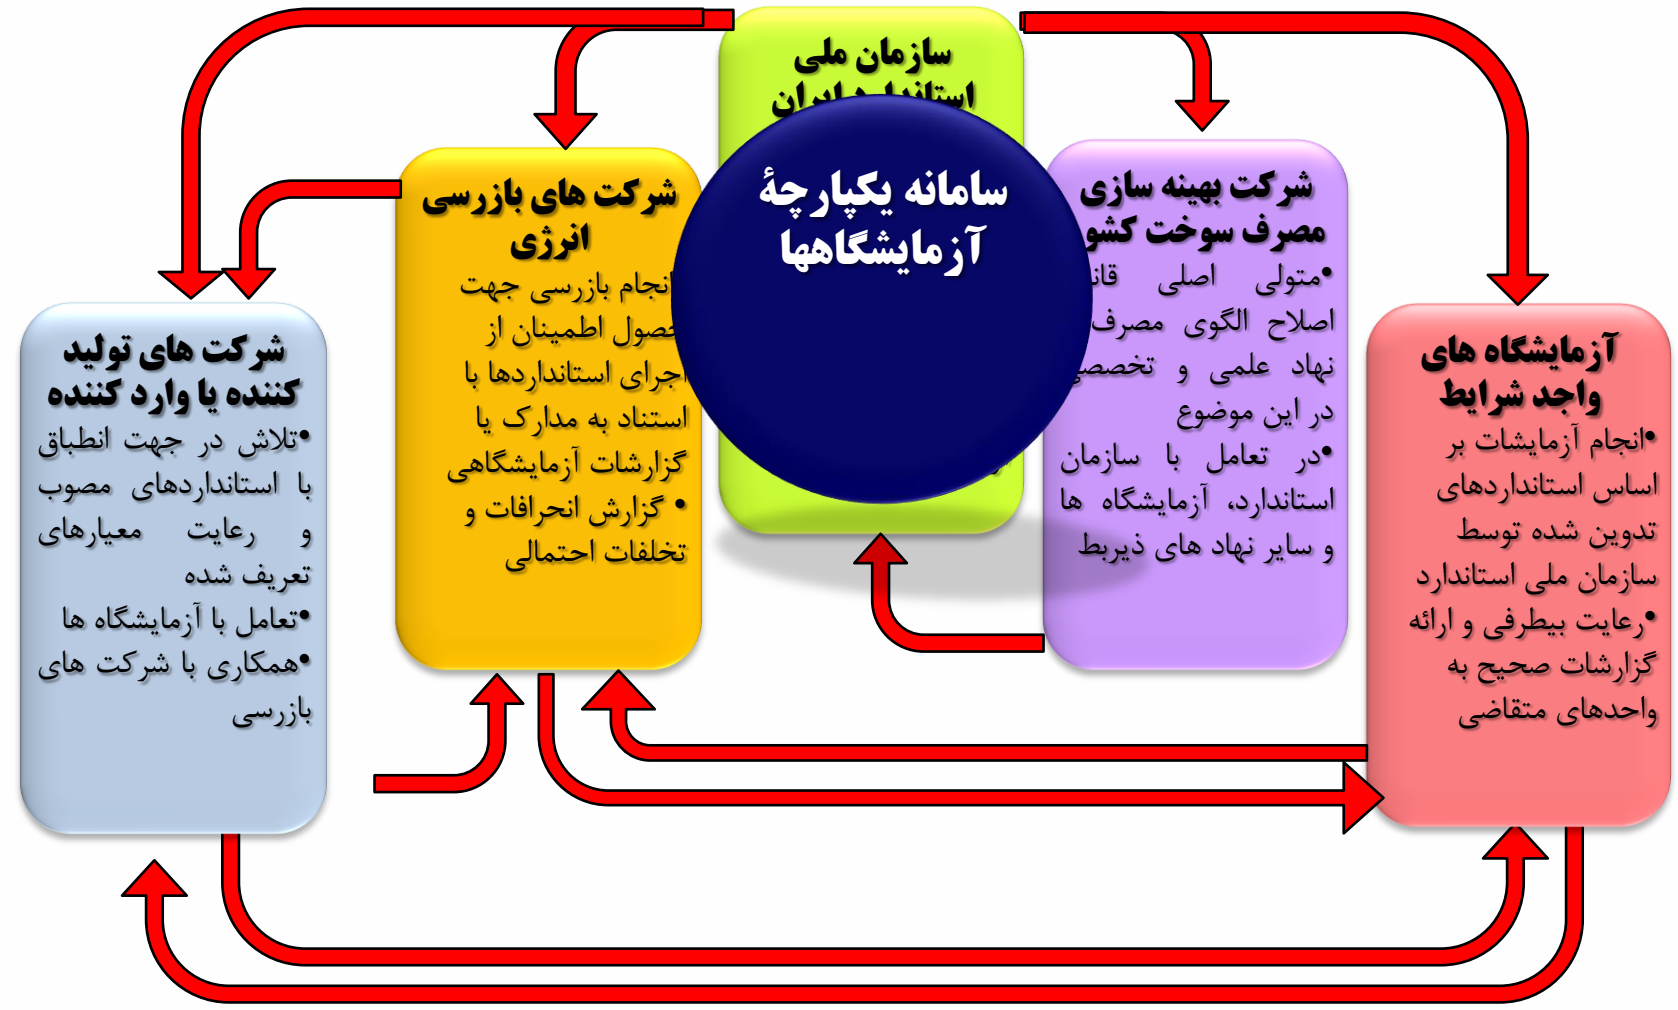 سازمان ملی
استاندارد ایران
سامانه یکپارچۀ
آزمایشگاهها
شرکت بهینه سازی
مصرف سوخت کشو
•متولی اصلی
اصلاح الگوی مصرف
نهاد علمی و تخصصی
در این موضوع
•در تعامل با سازمان
استاندارد، آزمایشگاه ها
و سایر نهاد های ذیربط
آزمایشگاه های
واجد شرایط
•انجام آزمایشات بر
اساس استانداردهای
تدوین شده توسط
سازمان ملی استاندارد
•رعایت بیطرفی و ارائه
گزارشات صحیح به
واحدهای متقاضی
شرکت های بازرسی
انرژی
انجام بازرسی جهت
حصول اطمینان از
اجرای استانداردها با
استناد به مدارک یا
گزارشات آزمایشگاهی
• گزارش انحرافات و
تخلفات احتمالی
شرکت های تولید
کننده یا وارد کننده
•تلاش در جهت انطباق
با استانداردهای مصوب
و رعایت معیارهای
تعریف شده
•تعامل با آزمایشگاه ها
•همکاری با شرکت های
بازرسی